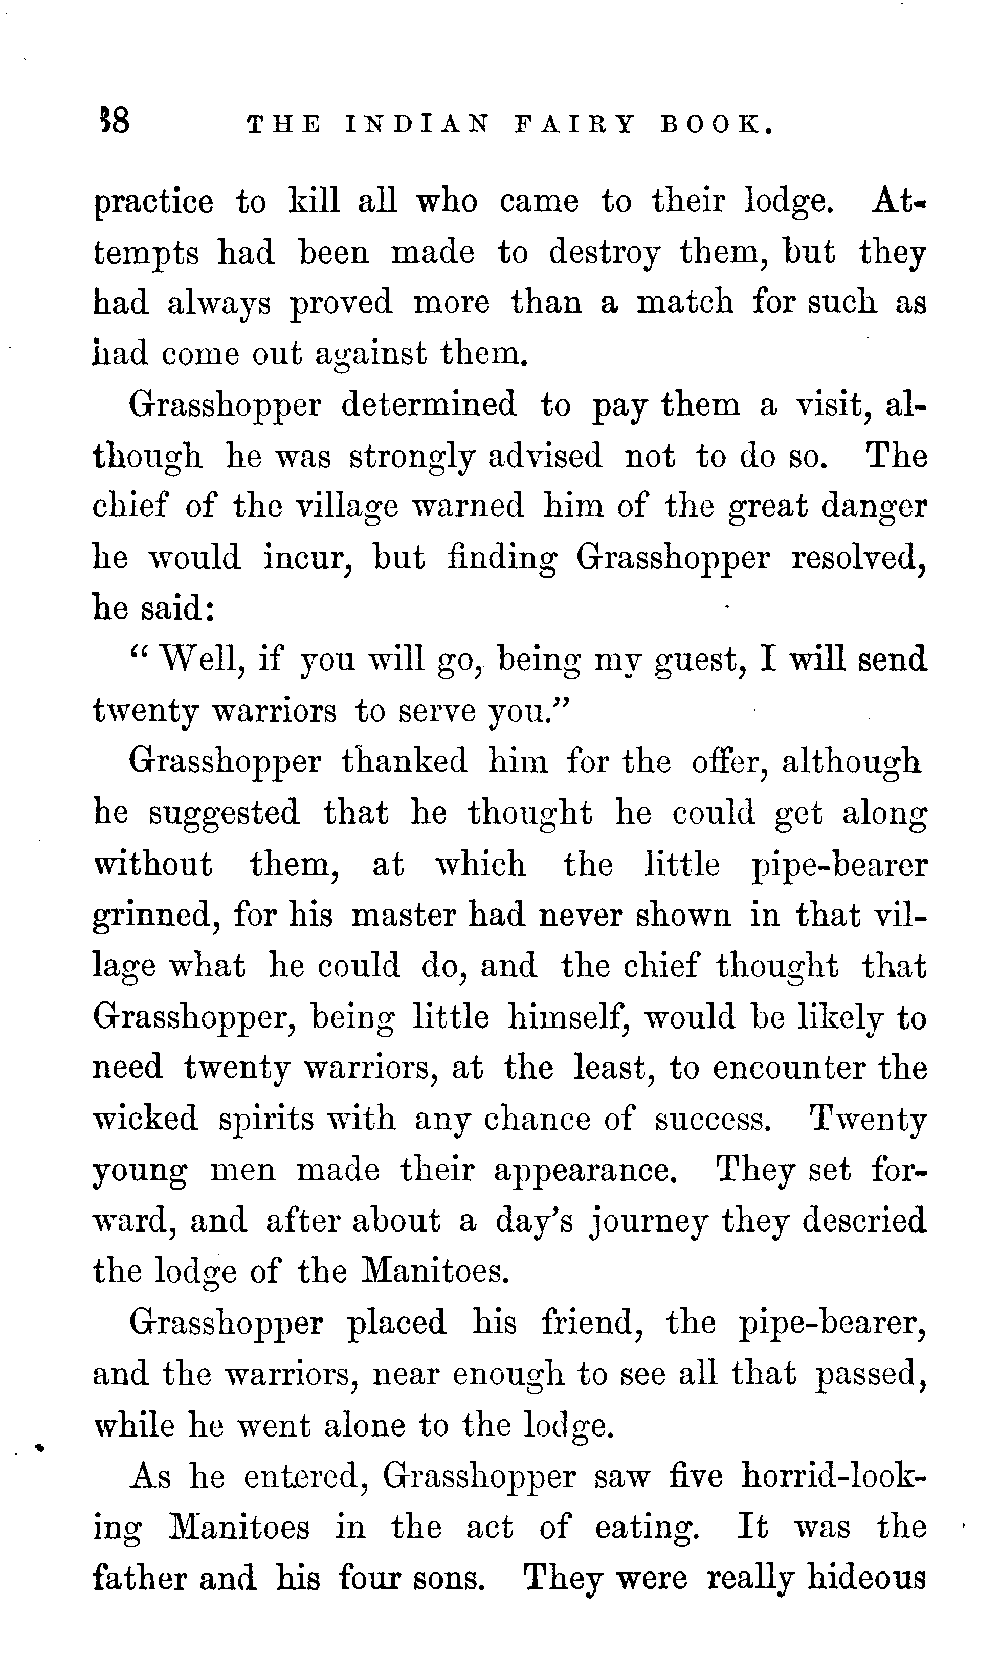 38 THE INDIAN FAIRY BOOK.
practice to kill all who came to their lodge. At-
tempts had been made to destroy them, but they
had always proved more than a match for such as
had come out against them.
Grasshopper determined to pay them a visit, al-
though he was strongly advised not to do so. The
chief of the village warned him of the great danger
he would incur, but finding Grasshopper resolved,
he said:
“ Well, if you will go, being my guest, I will send
twenty warriors to serve you.”
Grasshopper thanked him for the offer, although
he suggested that he thought he could get along
without them, at which the little pipe-bearer
grinned, for his master had never shown in that vil-
lage what he could do, and the chief thought that
Grasshopper, being little himself, would be likely to
need twenty warriors, at the least, to encounter the
wicked spirits with any chance of success. Twenty
young men made their appearance. They set for-
ward, and after about a day’s journey they descried
the lodge of the Manitoes.
Grasshopper placed his friend, the pipe-bearer,
and the warriors, near enough to see all that passed,
while he went alone to the lodge.
As he entered, Grasshopper saw five horrid-look-
ing Manitoes in the act of eating. It was the
father and his four sons. They were really hideous